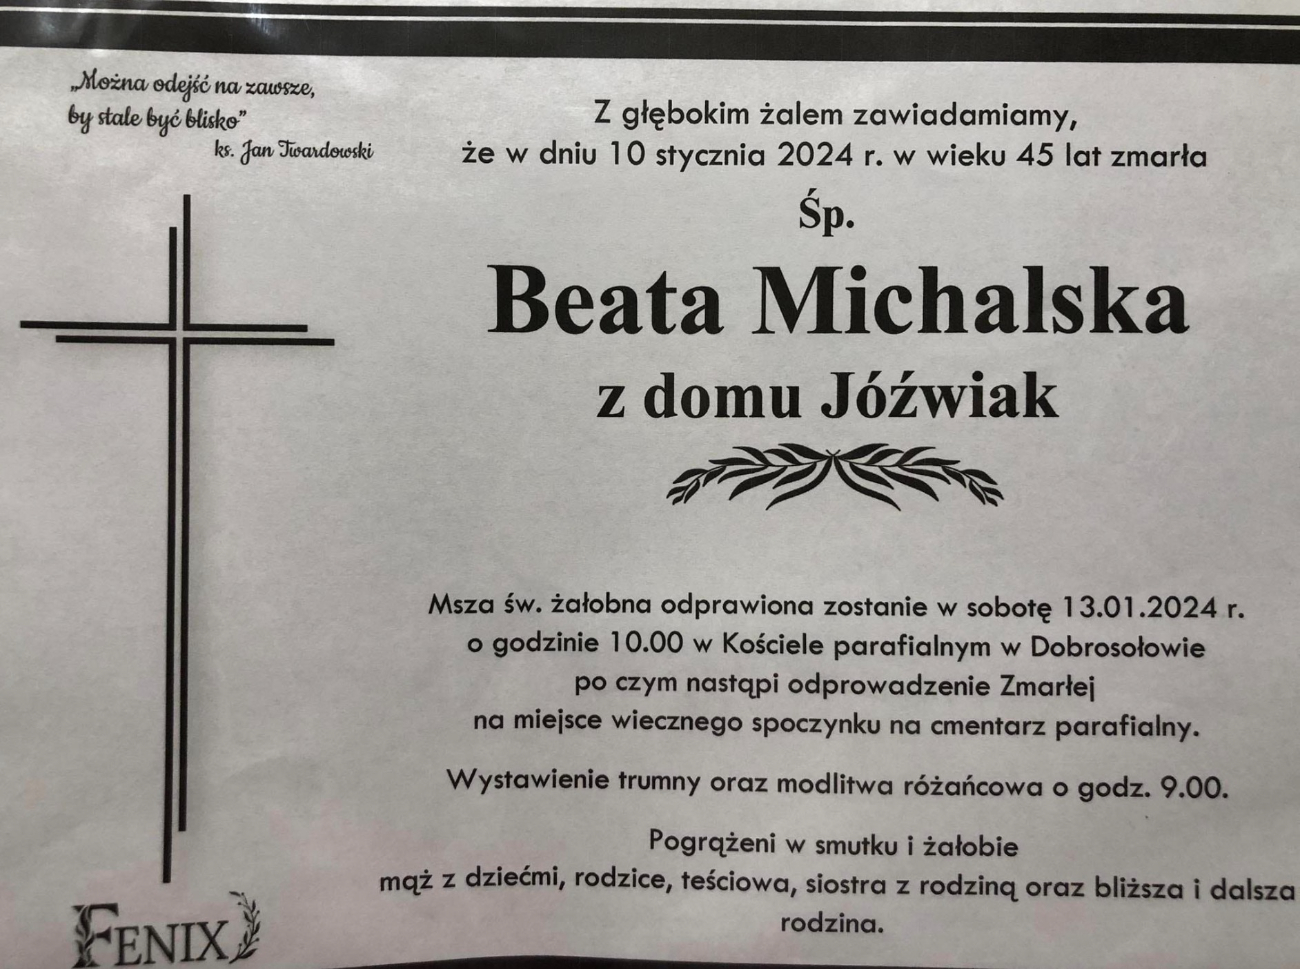 „Można odejść na zawsze,
by stale być blisko”
ks. Jan Twardowski
Z głębokim żalem zawiadamiamy,
że w dniu 10 stycznia 2024 r. w wieku 45 lat zmarła
Śp.
Beata Michalska
z domu Jóźwiak
Msza św. żałobna odprawiona zostanie w sobotę 13.01.2024 r.
o godzinie 10.00 w Kościele parafialnym w Dobrosołowie
po czym nastąpi odprowadzenie Zmarłej
na miejsce wiecznego spoczynku na cmentarz parafialny.
Wystawienie trumny oraz modlitwa różańcowa o godz. 9.00.
Pogrążeni w smutku i żałobie
mąż z dziećmi, rodzice, teściowa, siostra z rodziną oraz bliższa i dalsza
rodzina.
FENIX